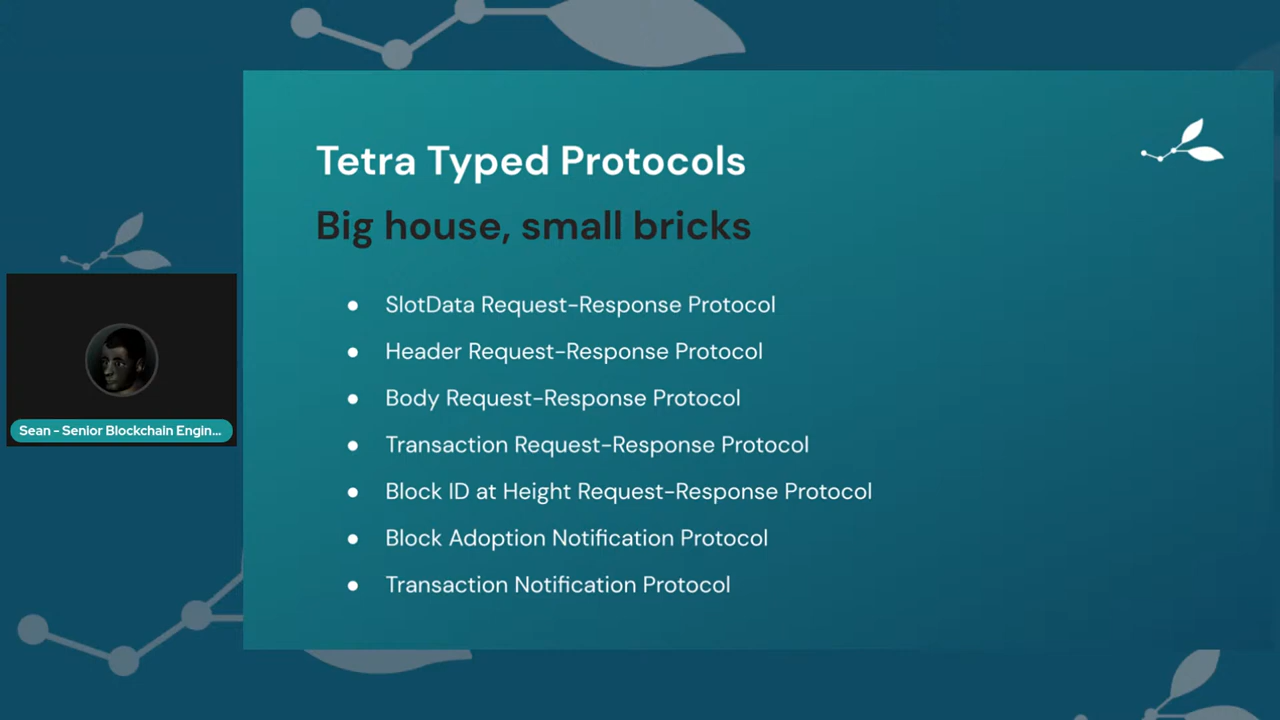 Tetra Typed Protocols
Big house, small bricks
● SlotData Request-Response Protocol
● Header Request-Response Protocol
● Body Request-Response Protocol
● Transaction Request-Response Protocol
● Block ID at Height Request-Response Protocol
● Block Adoption Notification Protocol
● Transaction Notification Protocol
Sean - Senior Blockchain Engin...